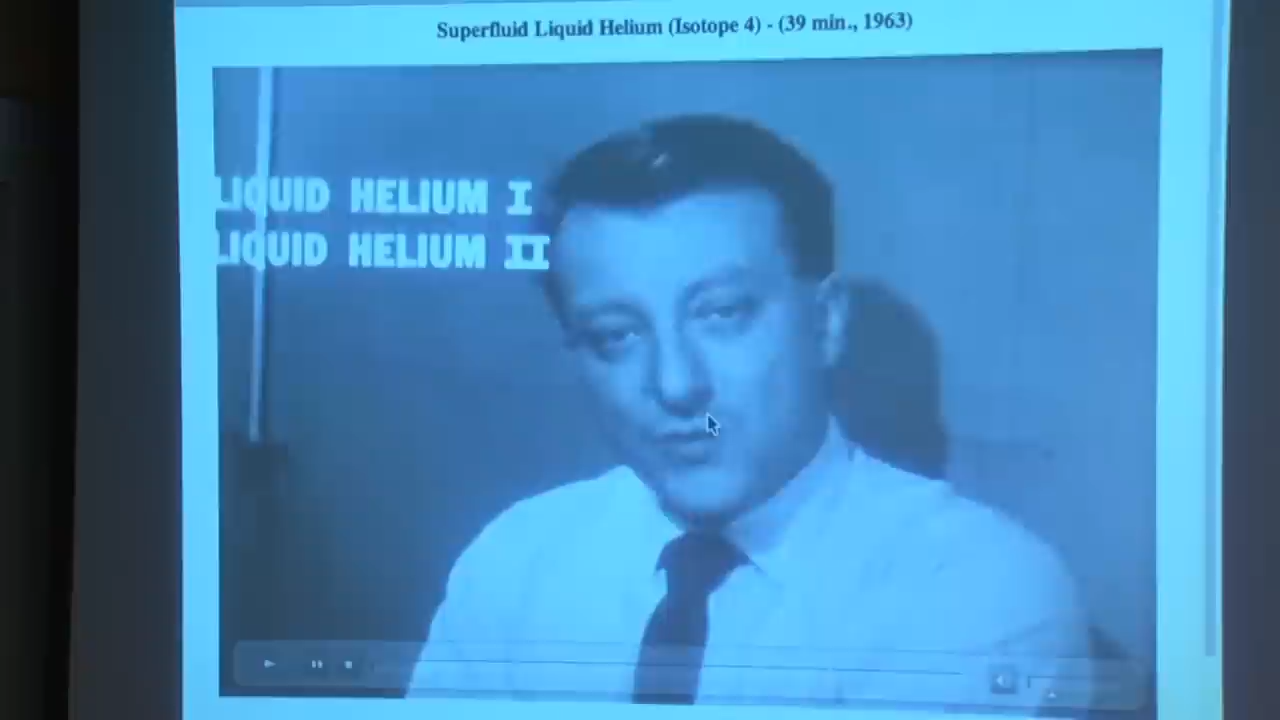 Superfluid Liquid Helium (Isotope 4) - (39 min., 1963)
LIQUID HELIUM I
LIQUID HELIUM II